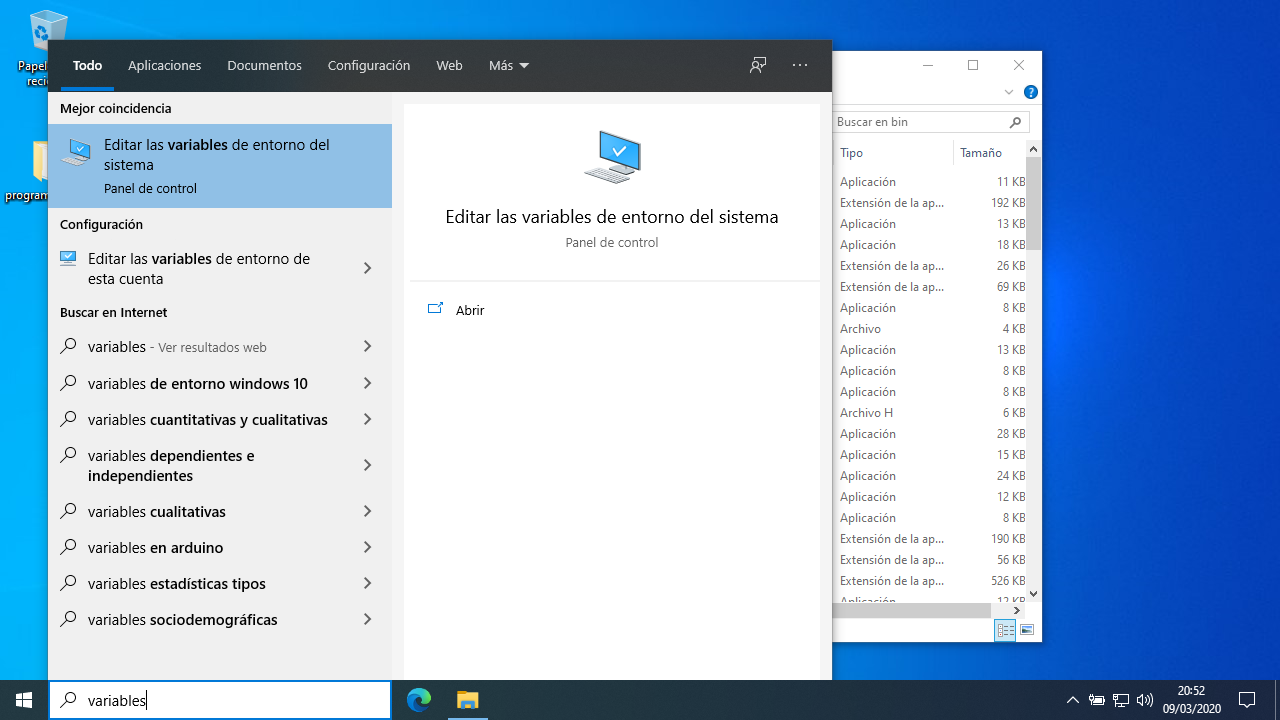 Papel
reci
program
Todo
Aplicaciones
Documentos
Configuración
Web
Más
Mejor coincidencia
Editar las variables de entorno del
sistema
Panel de control
Configuración
Editar las variables de entorno de
esta cuenta
Buscar en Internet
variables - Ver resultados web
variables de entorno windows 10
variables cuantitativas y cualitativas
variables dependientes e
independientes
variables cualitativas
variables en arduino
variables estadísticas tipos
variables sociodemográficas
Editar las variables de entorno del sistema
Panel de control
Abrir
Buscar en bin
Tipo Tamaño
Aplicación 11 KB
Extensión de la ap... 192 KB
Aplicación 13 KB
Aplicación 18 KB
Extensión de la ap... 26 KB
Extensión de la ap... 69 KB
Aplicación 8 KB
Archivo 4 KB
Aplicación 13 KB
Aplicación 8 KB
Aplicación 8 KB
Archivo H 6 KB
Aplicación 28 KB
Aplicación 15 KB
Aplicación 24 KB
Aplicación 12 KB
Aplicación 8 KB
Extensión de la ap... 190 KB
Extensión de la ap... 56 KB
Extensión de la ap... 526 KB
Aplicación 12 KB
variables
20:52
09/03/2020